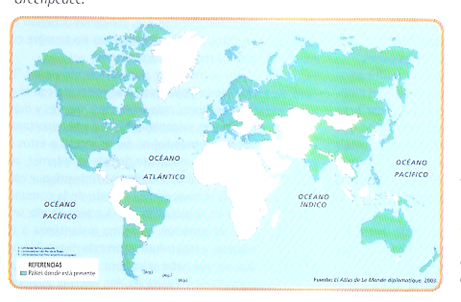 Greenpeace.
OCÉANO
ATLÁNTICO
OCÉANO
PACÍFICO
OCÉANO
ÍNDICO
OCÉANO
PACÍFICO
REFERENCIAS
Países donde está presente
Fuente: El Atlas de Le Monde diplomatique, 2003